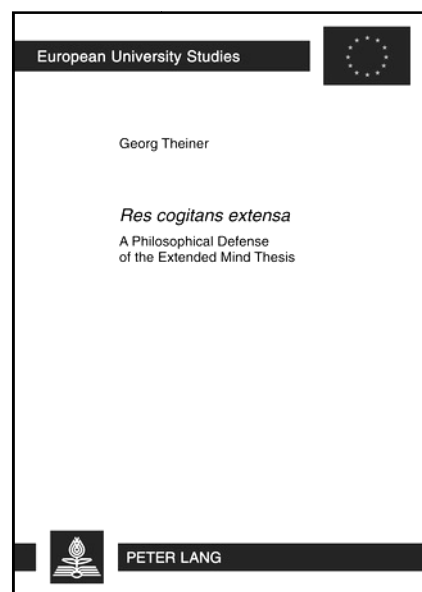 European University Studies
Georg Theiner
Res cogitans extensa
A Philosophical Defense
of the Extended Mind Thesis
PETER LANG